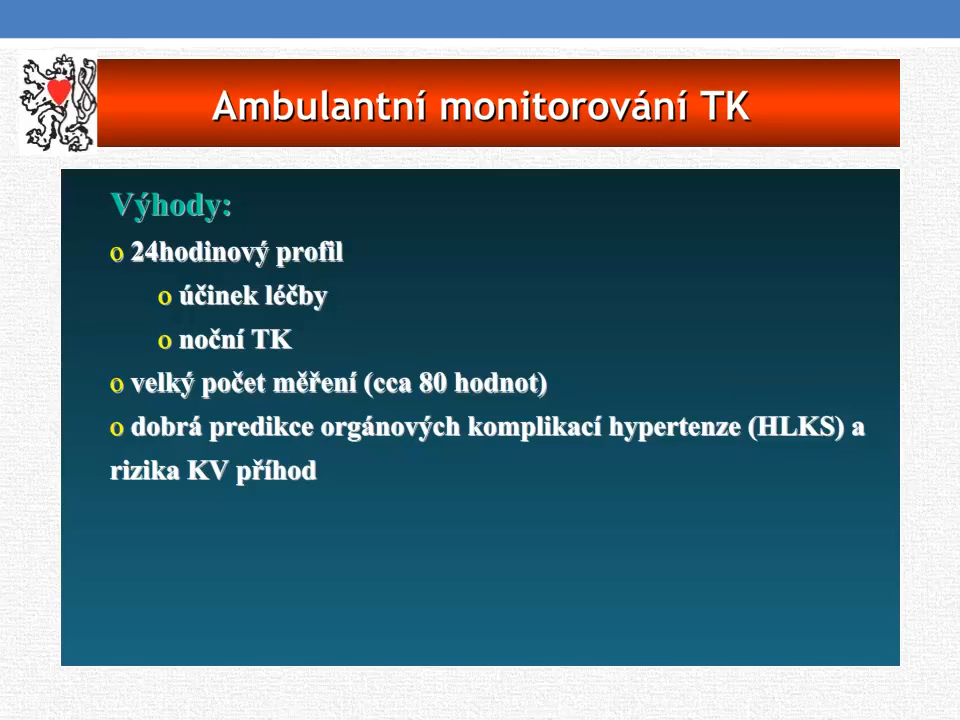 Ambulantní monitorování TK
Výhody:
o 24hodinový profil
o účinek léčby
o noční TK
o velký počet měření (cca 80 hodnot)
o dobrá predikce orgánových komplikací hypertenze (HLKS) a
rizika KV příhod